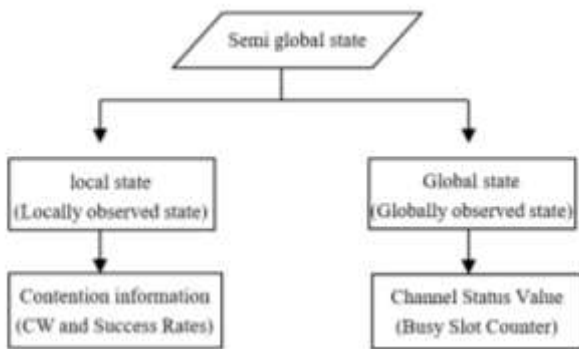 Semi global state
local state
(Locally observed state)
Global state
(Globally observed state)
Contention information
(CW and Success Rates)
Channel Status Value
(Busy Slot Counter)